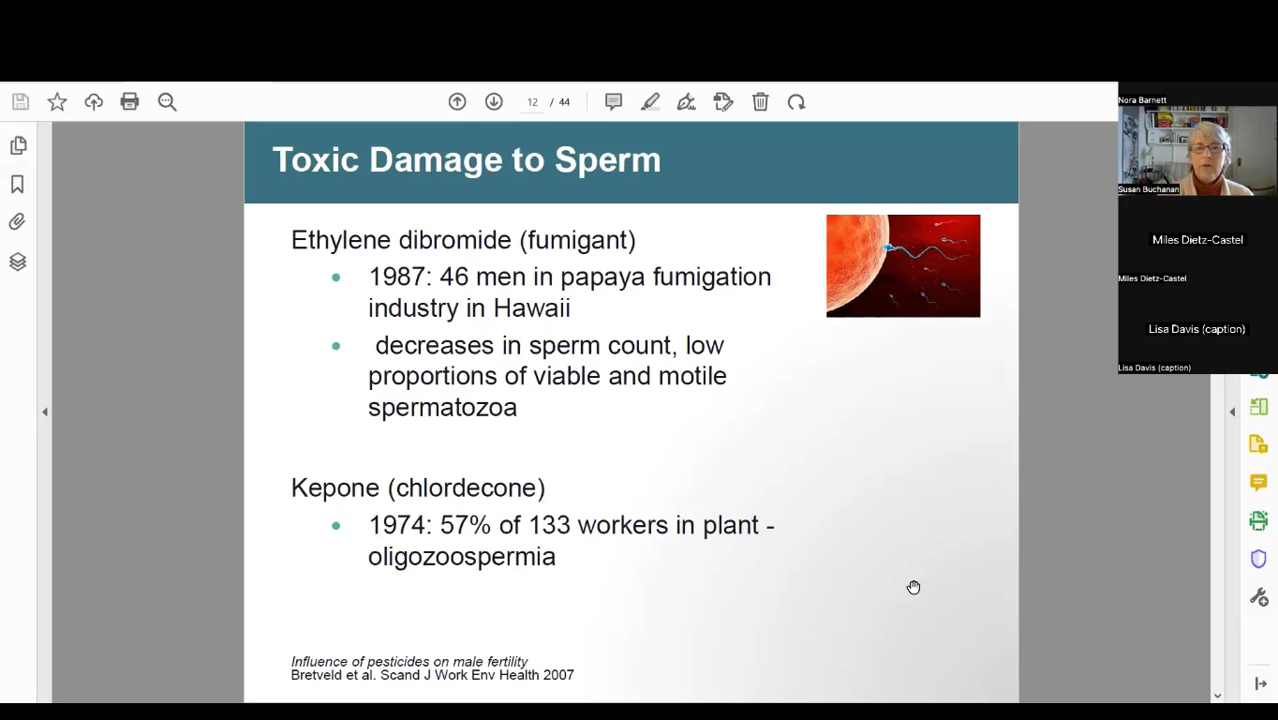 12 / 44
Nora Barnett
Toxic Damage to Sperm
Susan Buchanan
Ethylene dibromide (fumigant)
Miles Dietz-Castel
1987: 46 men in papaya fumigation
industry in Hawaii
Miles Dietz-Castel
Lisa Davis (caption)
decreases in sperm count, low
Lisa Davis (caption)
proportions of viable and motile
spermatozoa
Kepone (chlordecone)
1974: 57% of 133 workers in plant -
oligozoospermia
Influence of pesticides on male fertility
Bretveld et al. Scand J Work Env Health 2007